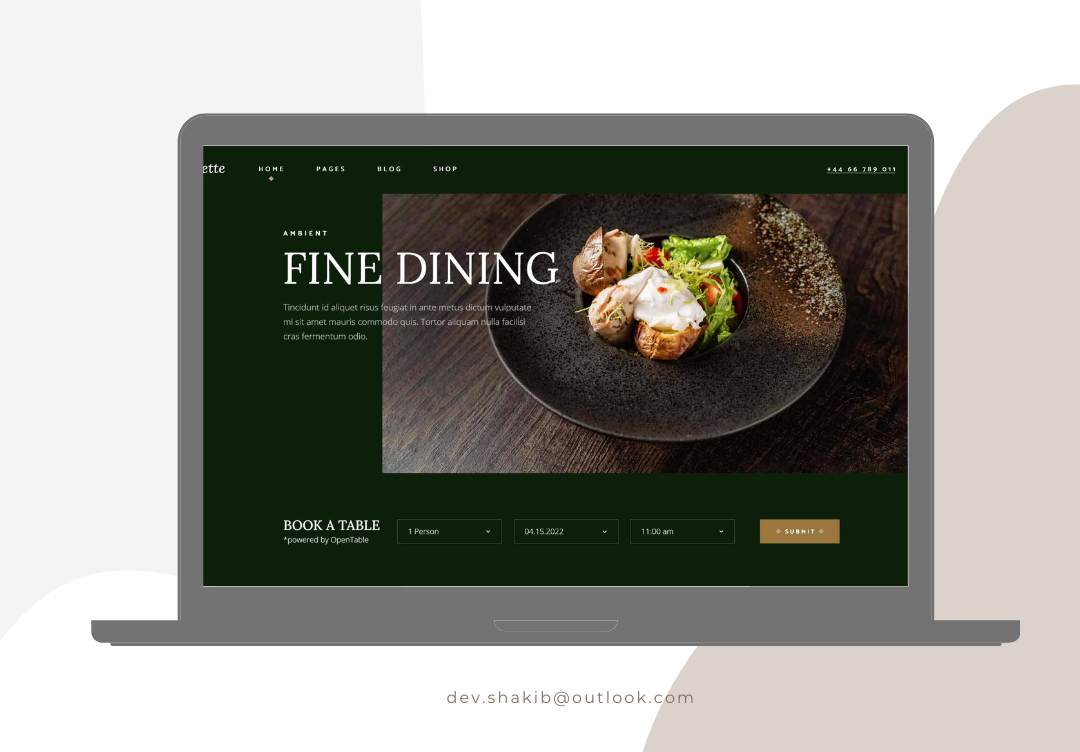 ette HOME PAGES BLOG SHOP +44 66 789 011
AMBIENT
FINE DINING
Tincidunt id aliquet risus feugiat in ante metus dictum vulputate
mi sit amet mauris commodo quis. Tortor aliquam nulla facilisi
cras fermentum odio.
BOOK A TABLE
*powered by OpenTable
1 Person 04.15.2022 11:00 am SUBMIT
dev.shakib@outlook.com